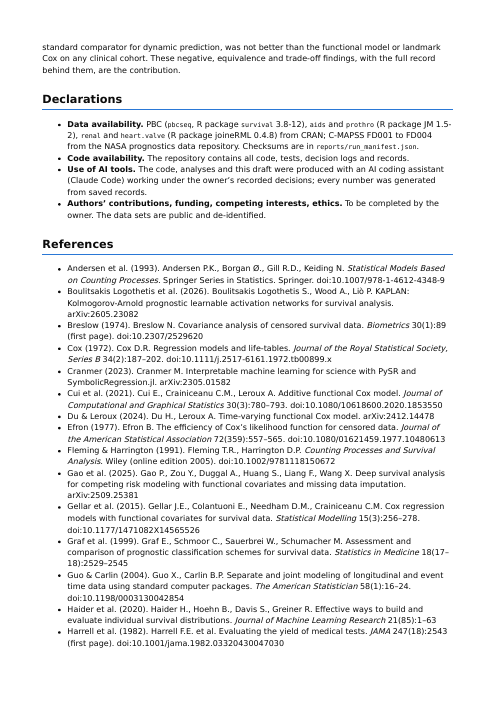 standard comparator for dynamic prediction, was not better than the functional model or landmark
Cox on any clinical cohort. These negative, equivalence and trade-off findings, with the full record
behind them, are the contribution.
Declarations
• Data availability. PBC (pbcseq, R package survival 3.8-12), aids and prothro (R package JM 1.5-
2), renal and heart.valve (R package joineRML 0.4.8) from CRAN; C-MAPSS FD001 to FD004
from the NASA prognostics data repository. Checksums are in reports/run_manifest.json.
• Code availability. The repository contains all code, tests, decision logs and records.
• Use of AI tools. The code, analyses and this draft were produced with an AI coding assistant
(Claude Code) working under the owner's recorded decisions; every number was generated
from saved records.
• Authors' contributions, funding, competing interests, ethics. To be completed by the
owner. The data sets are public and de-identified.
References
• Andersen et al. (1993). Andersen P.K., Borgan Ø., Gill R.D., Keiding N. Statistical Models Based
on Counting Processes. Springer Series in Statistics. Springer. doi:10.1007/978-1-4612-4348-9
• Boulitsakis Logothetis et al. (2026). Boulitsakis Logothetis S., Wood A., Liò P. KAPLAN:
Kolmogorov-Arnold prognostic learnable activation networks for survival analysis.
arXiv:2605.23082
• Breslow (1974). Breslow N. Covariance analysis of censored survival data. Biometrics 30(1):89
(first page). doi:10.2307/2529620
• Cox (1972). Cox D.R. Regression models and life-tables. Journal of the Royal Statistical Society,
Series B 34(2):187–202. doi:10.1111/j.2517-6161.1972.tb00899.x
• Cranmer (2023). Cranmer M. Interpretable machine learning for science with PySR and
SymbolicRegression.jl. arXiv:2305.01582
• Cui et al. (2021). Cui E., Crainiceanu C.M., Leroux A. Additive functional Cox model. Journal of
Computational and Graphical Statistics 30(3):780–793. doi:10.1080/10618600.2020.1853550
• Du & Leroux (2024). Du H., Leroux A. Time-varying functional Cox model. arXiv:2412.14478
• Efron (1977). Efron B. The efficiency of Cox's likelihood function for censored data. Journal of
the American Statistical Association 72(359):557–565. doi:10.1080/01621459.1977.10480613
• Fleming & Harrington (1991). Fleming T.R., Harrington D.P. Counting Processes and Survival
Analysis. Wiley (online edition 2005). doi:10.1002/9781118150672
• Gao et al. (2025). Gao P., Zou Y., Duggal A., Huang S., Liang F., Wang X. Deep survival analysis
for competing risk modeling with functional covariates and missing data imputation.
arXiv:2509.25381
• Gellar et al. (2015). Gellar J.E., Colantuoni E., Needham D.M., Crainiceanu C.M. Cox regression
models with functional covariates for survival data. Statistical Modelling 15(3):256–278.
doi:10.1177/1471082X14565526
• Graf et al. (1999). Graf E., Schmoor C., Sauerbrei W., Schumacher M. Assessment and
comparison of prognostic classification schemes for survival data. Statistics in Medicine 18(17–
18):2529–2545
• Guo & Carlin (2004). Guo X., Carlin B.P. Separate and joint modeling of longitudinal and event
time data using standard computer packages. The American Statistician 58(1):16–24.
doi:10.1198/0003130042854
• Haider et al. (2020). Haider H., Hoehn B., Davis S., Greiner R. Effective ways to build and
evaluate individual survival distributions. Journal of Machine Learning Research 21(85):1–63
• Harrell et al. (1982). Harrell F.E. et al. Evaluating the yield of medical tests. JAMA 247(18):2543
(first page). doi:10.1001/jama.1982.03320430047030